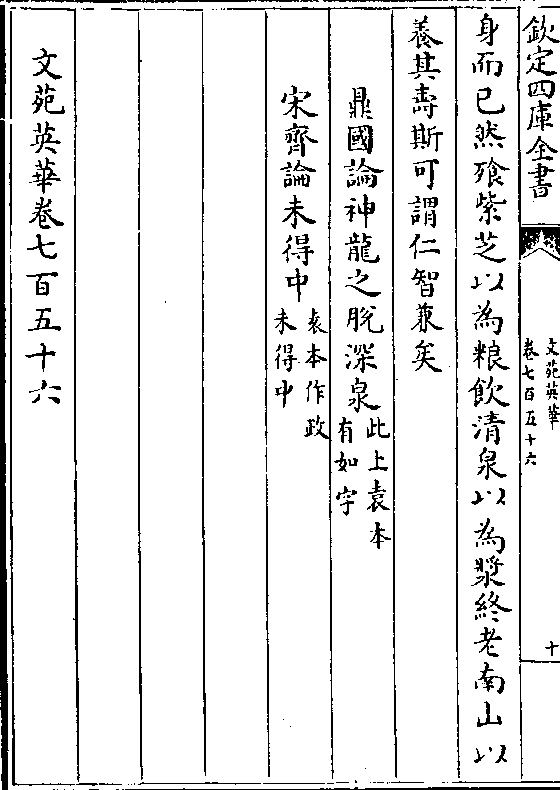 欽定四庫全書
文苑英華
卷七百五十六
十
身而已然飱紫芝以為粮飲清泉以為漿終老南山以
養其壽斯可謂仁智兼矣
鼎國論神龍之脫深泉此上袁本
有如字
宋齊論未得中袁本作政
未得中
文苑英華卷七百五十六